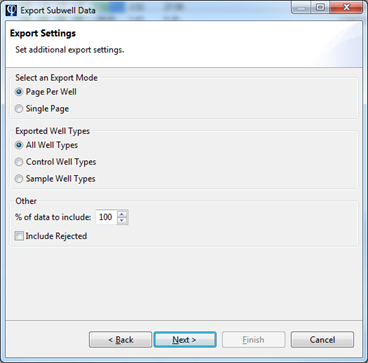 Export Subwell Data
Export Settings
Set additional export settings.
Select an Export Mode
Page Per Well
Single Page
Exported Well Types
All Well Types
Control Well Types
Sample Well Types
Other
% of data to include: 100
Include Rejected
< Back Next > Finish Cancel